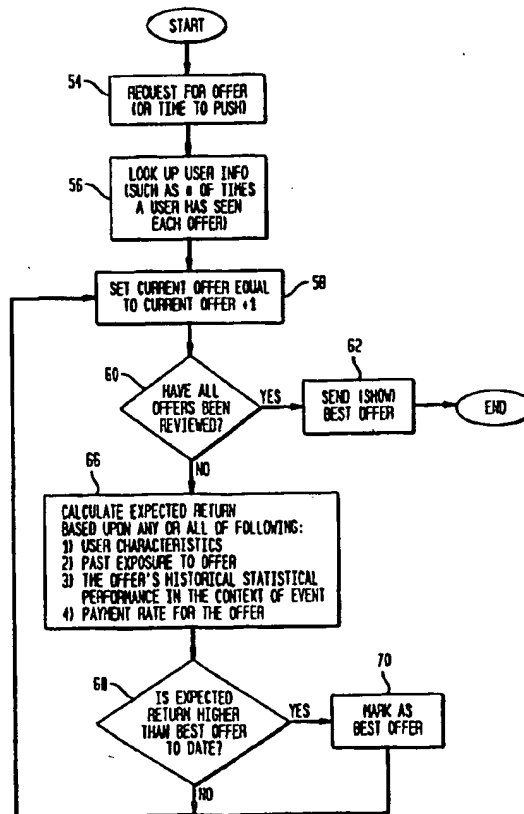 START
54
REQUEST FOR OFFER
(OR TIME TO PUSH)
56
LOOK UP USER INFO
(SUCH AS # OF TIMES
A USER HAS SEEN
EACH OFFER)
SET CURRENT OFFER EQUAL
TO CURRENT OFFER +1
58
60
HAVE ALL
OFFERS BEEN
REVIEWED?
YES
62
SEND (SHOW)
BEST OFFER
END
NO
66
CALCULATE EXPECTED RETURN
BASED UPON ANY OR ALL OF FOLLOWING:
1) USER CHARACTERISTICS
2) PAST EXPOSURE TO OFFER
3) THE OFFER'S HISTORICAL STATISTICAL
PERFORMANCE IN THE CONTEXT OF EVENT
4) PAYMENT RATE FOR THE OFFER
68
IS EXPECTED
RETURN HIGHER
THAN BEST OFFER
TO DATE?
YES
70
MARK AS
BEST OFFER
NO